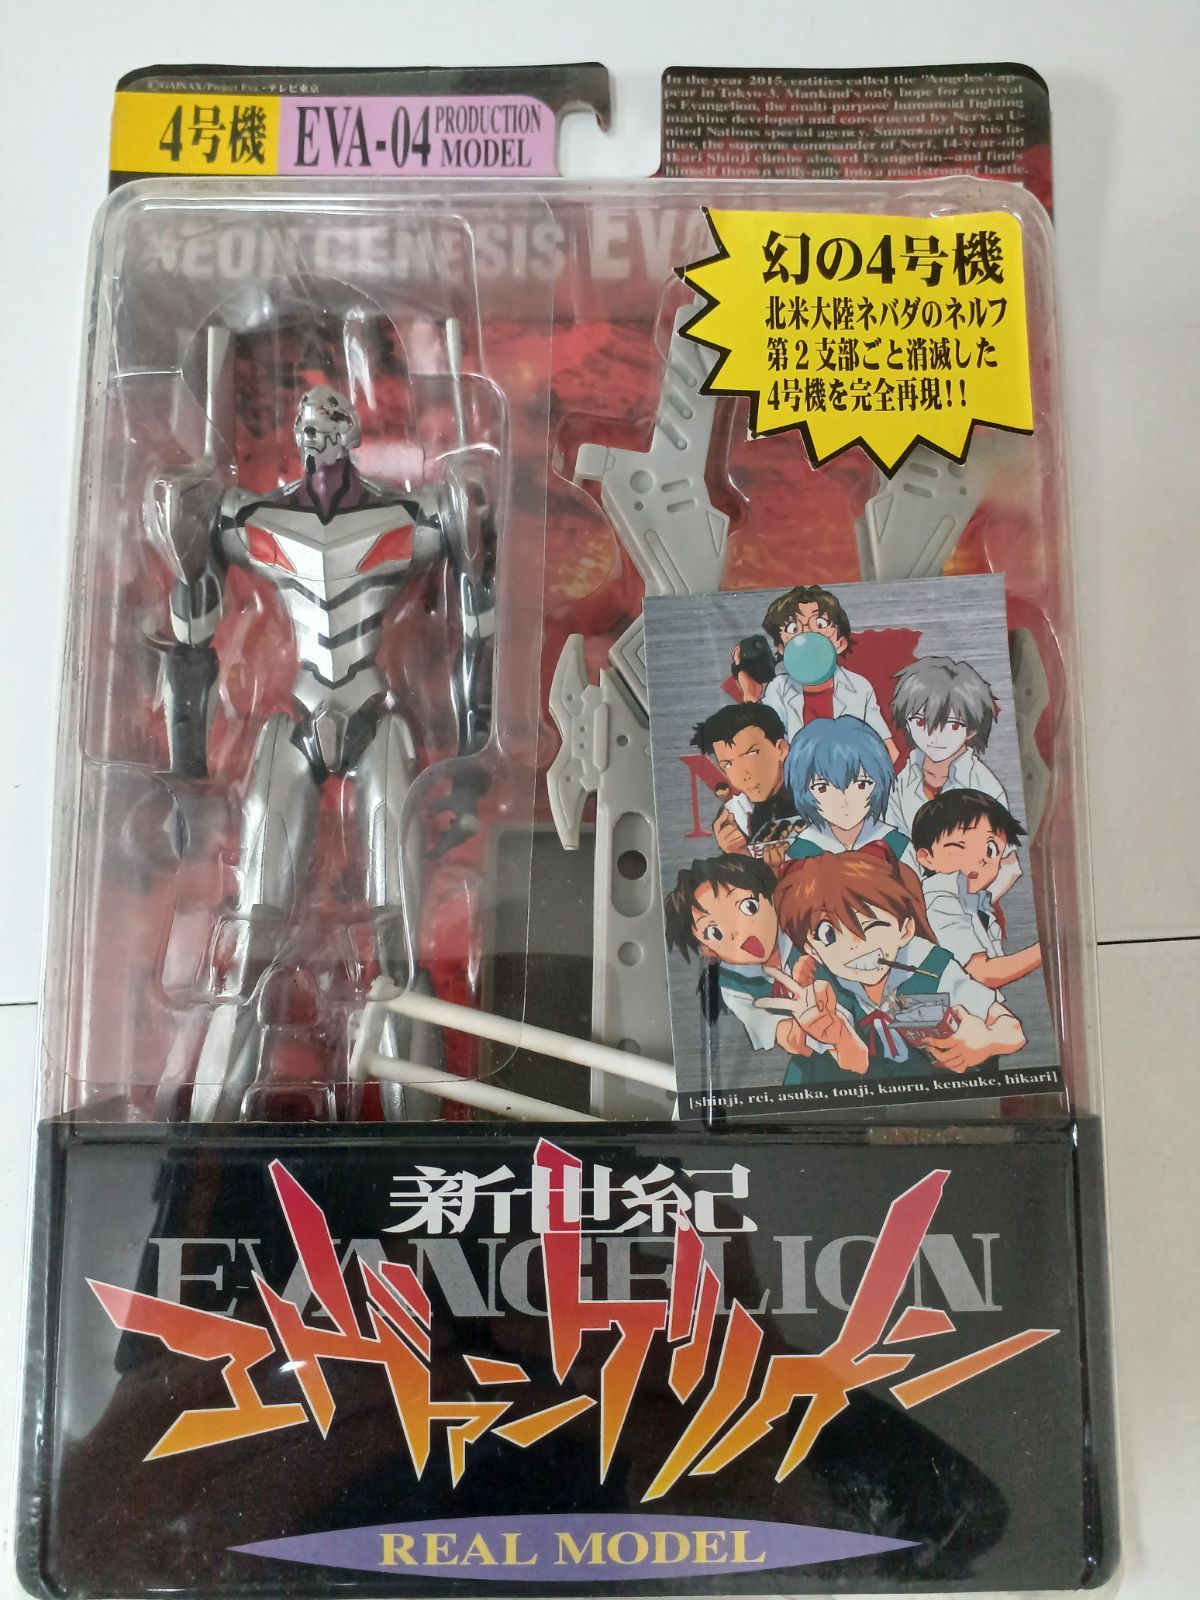 ©GAINAX/Project Eva・テレビ東京
4号機
EVA-04 PRODUCTION MODEL
In the year 2015, entities called the "Angeles" ap-
pear in Tokyo-3. Mankind's only hope for survival
is Evangelion, the multi-purpose humanoid fighting
machine developed and constructed by Nerv, a U-
nited Nations special agency. Summoned by his fa-
ther, the supreme commander of Nerf, 14-year-old
Ikari Shinji climbs aboard Evangelion--and finds
himself thrown willy-nilly into a maelstrom of battle.
NEON GENESIS EVA
幻の4号機
北米大陸ネバダのネルフ
第2支部ごと消滅した
4号機を完全再現!!
[shinji, rei, asuka, touji, kaoru, kensuke, hikari]
新世紀
EVANGELION
エヴァンゲリオン
REAL MODEL